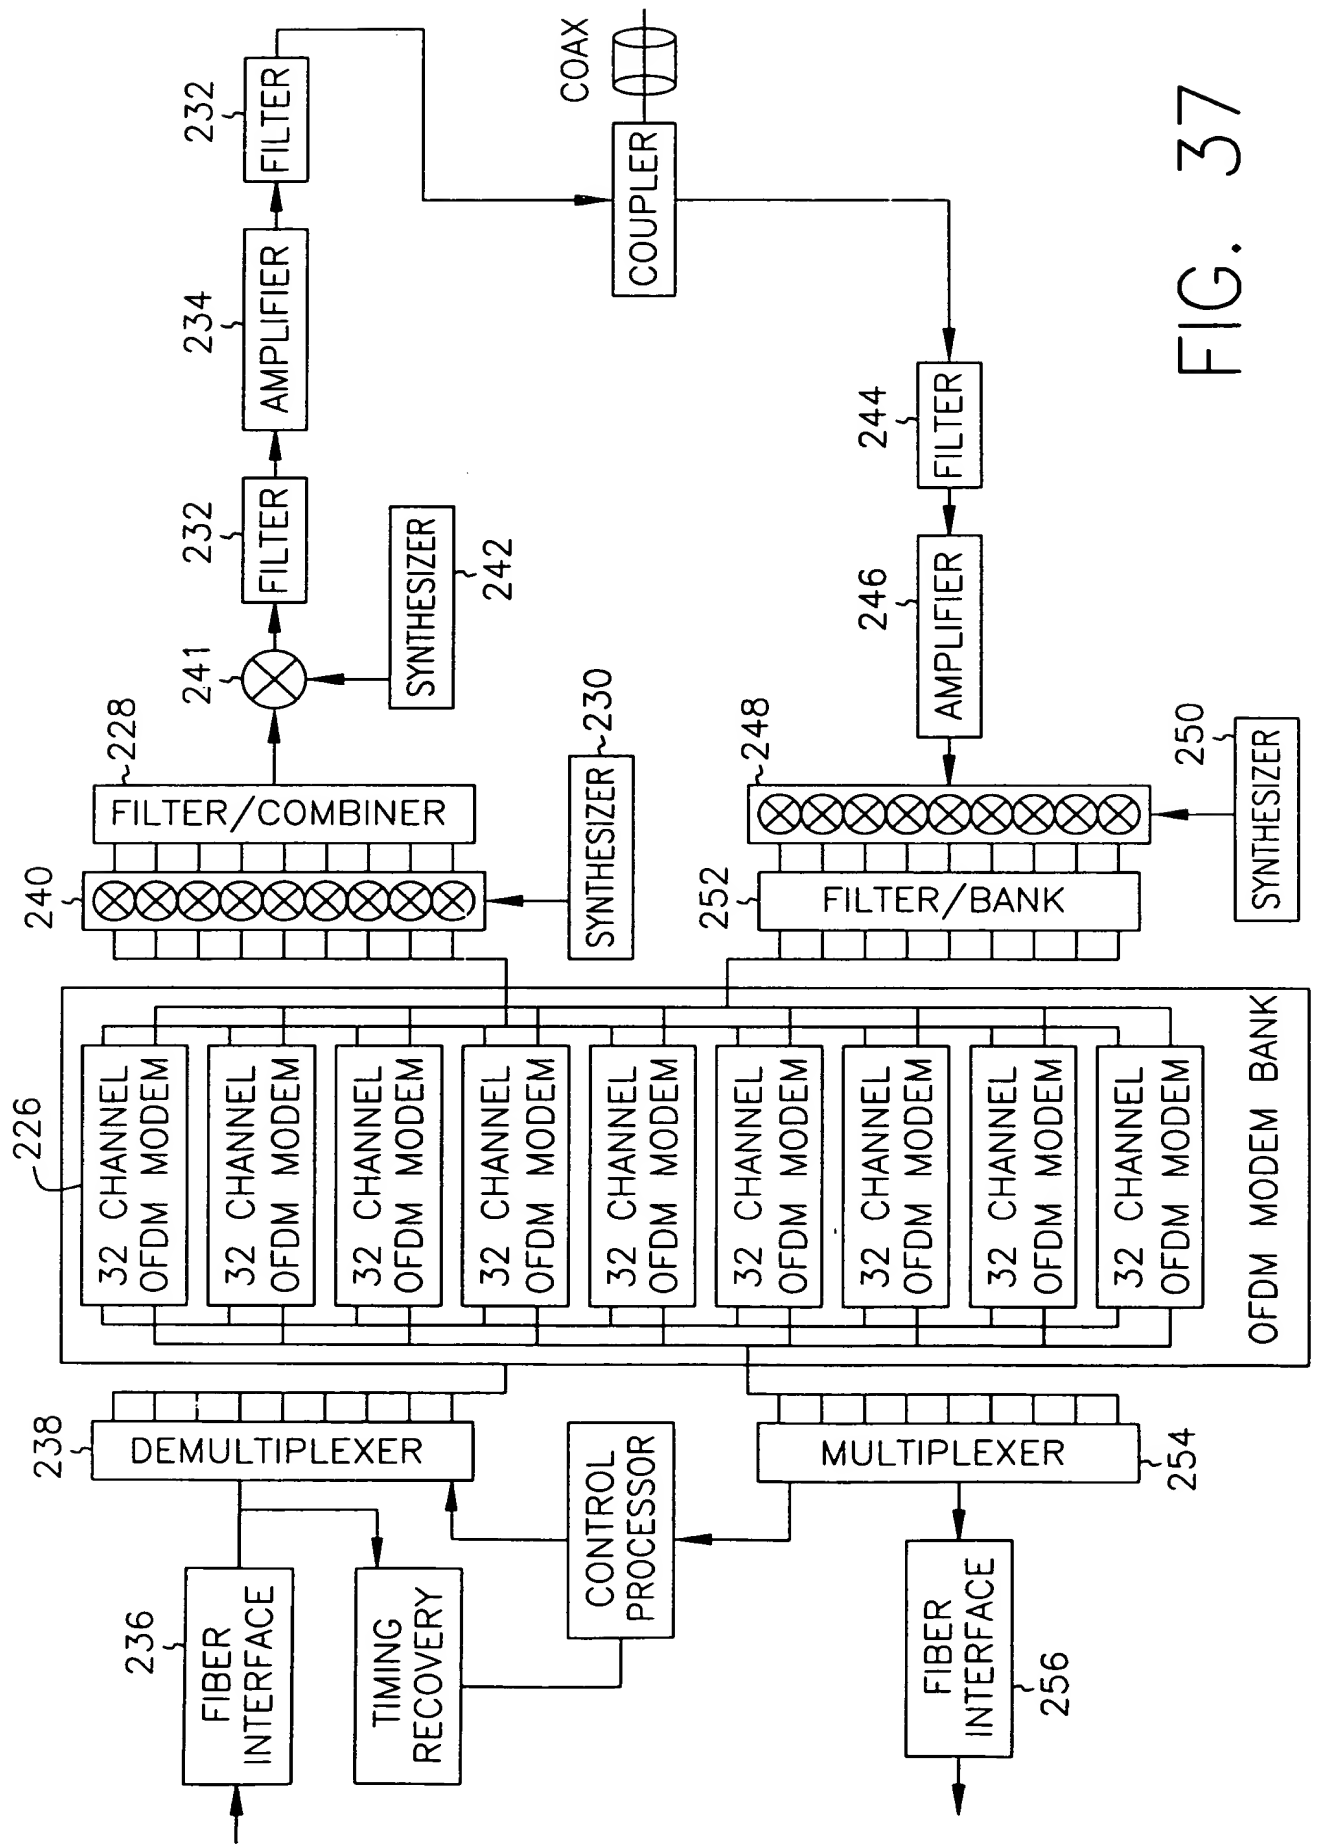 236
FIBER
INTERFACE
TIMING
RECOVERY
238
DEMULTIPLEXER
CONTROL
PROCESSOR
226
32 CHANNEL
OFDM MODEM
32 CHANNEL
OFDM MODEM
32 CHANNEL
OFDM MODEM
32 CHANNEL
OFDM MODEM
32 CHANNEL
OFDM MODEM
32 CHANNEL
OFDM MODEM
32 CHANNEL
OFDM MODEM
32 CHANNEL
OFDM MODEM
32 CHANNEL
OFDM MODEM
OFDM MODEM BANK
240
228
FILTER/COMBINER
SYNTHESIZER
230
241
SYNTHESIZER
242
232
FILTER
234
AMPLIFIER
232
FILTER
COAX
COUPLER
244
FILTER
246
AMPLIFIER
248
250
SYNTHESIZER
252
FILTER/BANK
MULTIPLEXER
254
FIBER
INTERFACE
256
FIG. 37